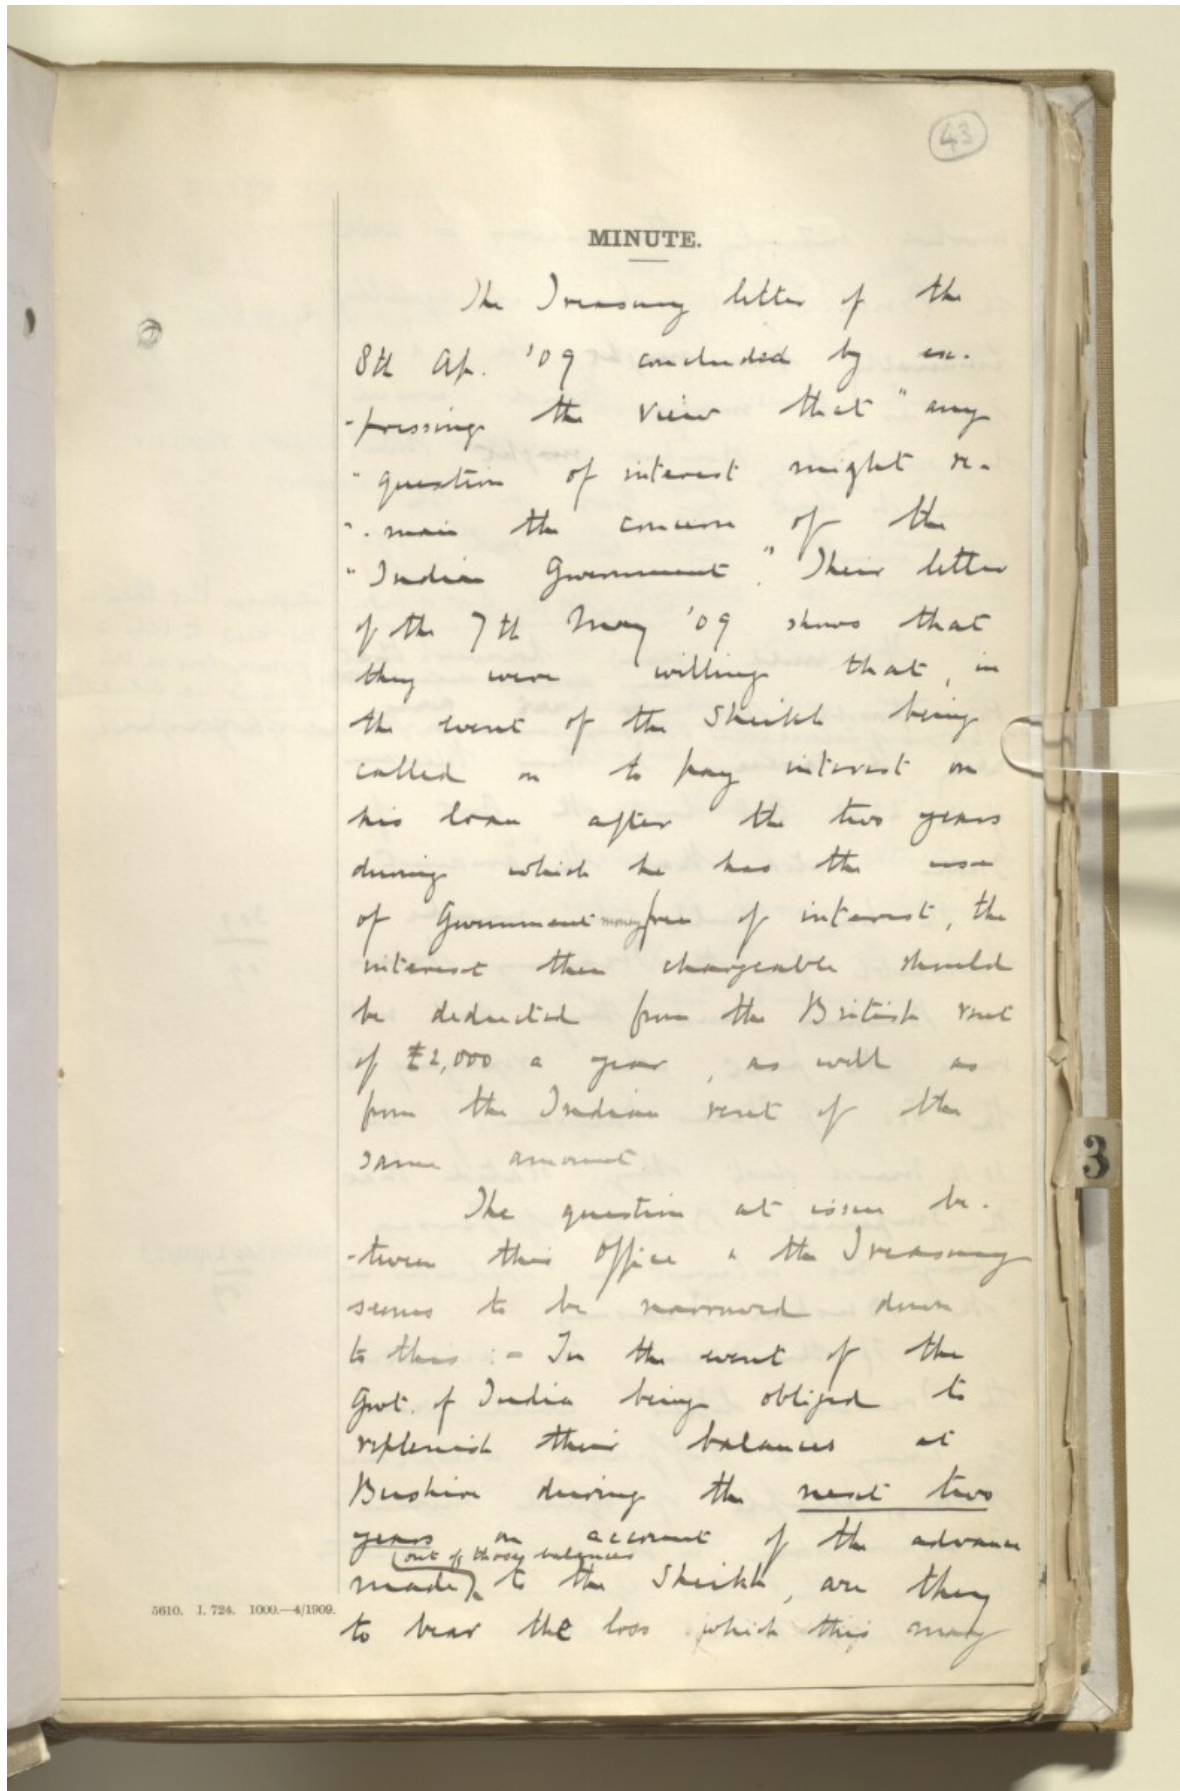 43
MINUTE.
The Treasury letter of the
8th Ap. '09 concluded by ex-
-pressing the view that "any
"question of interest might re-
"-main the concern of the
"Indian Government." Their letter
of the 7th May '09 shows that
they were willing that, in
the event of the Sheikh being
called on to pay interest on
his loan after the two years
during which he has the use
of Government money free of interest, the
interest then chargeable should
be deducted from the British rent
of £2,000 a year, as well as
from the Indian rent of the
same amount.
The question at issue be-
-tween this Office & the Treasury
seems to be narrowed down
to this :- In the event of the
Govt. of India being obliged to
replenish their balances at
Bushire during the next two
years on account of the advance
(out of those balances
made) to the Sheikh, are they
to bear the loss which this may
5610. I. 724. 1000.—4/1909.
3